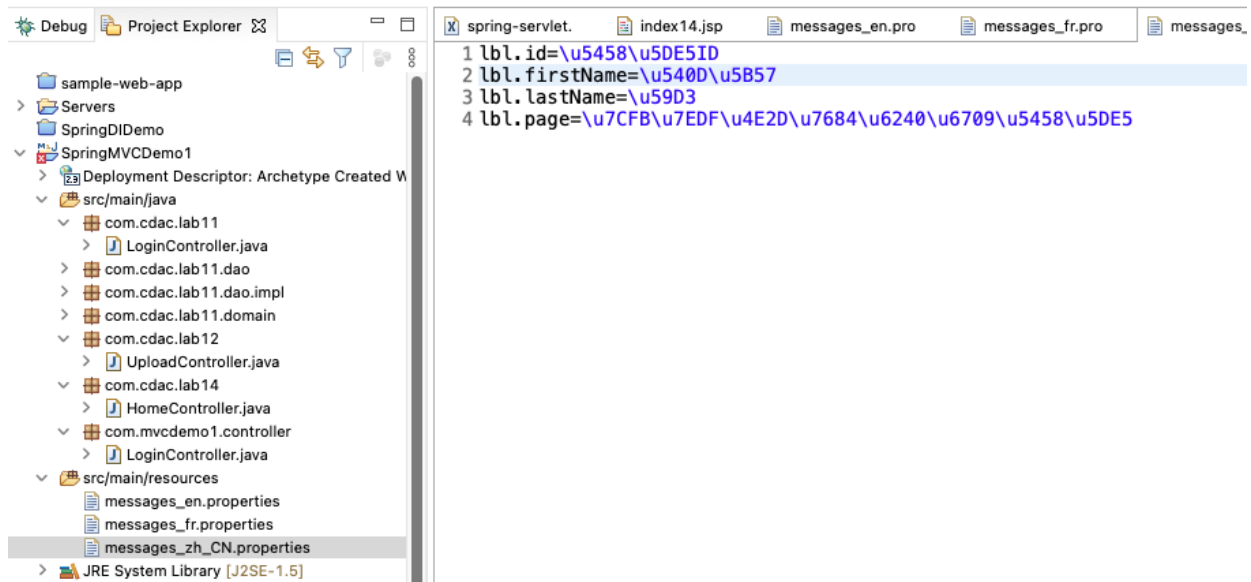 Debug Project Explorer
sample-web-app
Servers
SpringDIDemo
SpringMVCDemo1
Deployment Descriptor: Archetype Created W
src/main/java
com.cdac.lab11
LoginController.java
com.cdac.lab11.dao
com.cdac.lab11.dao.impl
com.cdac.lab11.domain
com.cdac.lab12
UploadController.java
com.cdac.lab14
HomeController.java
com.mvcdemo1.controller
LoginController.java
src/main/resources
messages_en.properties
messages_fr.properties
messages_zh_CN.properties
JRE System Library [J2SE-1.5]
spring-servlet. index14.jsp messages_en.pro messages_fr.pro messages_
1 lbl.id=\u5458\u5DE5ID
2 lbl.firstName=\u540D\u5B57
3 lbl.lastName=\u59D3
4 lbl.page=\u7CFB\u7EDF\u4E2D\u7684\u6240\u6709\u5458\u5DE5